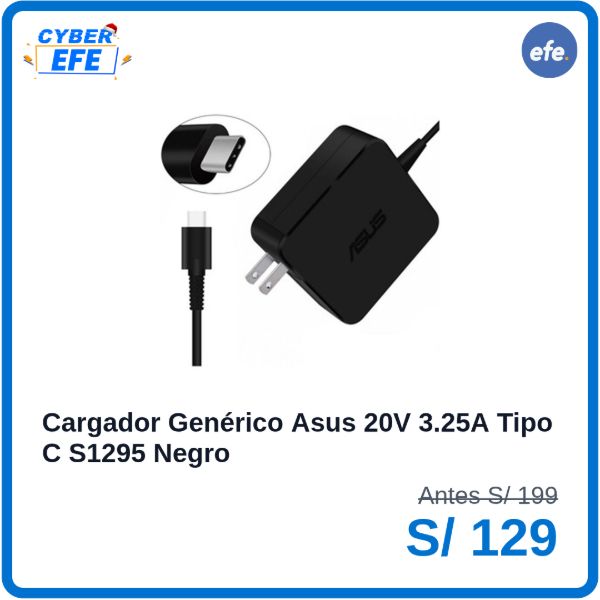 CYBER
EFE
efe.
ASUS
Cargador Genérico Asus 20V 3.25A Tipo
C S1295 Negro
Antes S/ 199
S/ 129